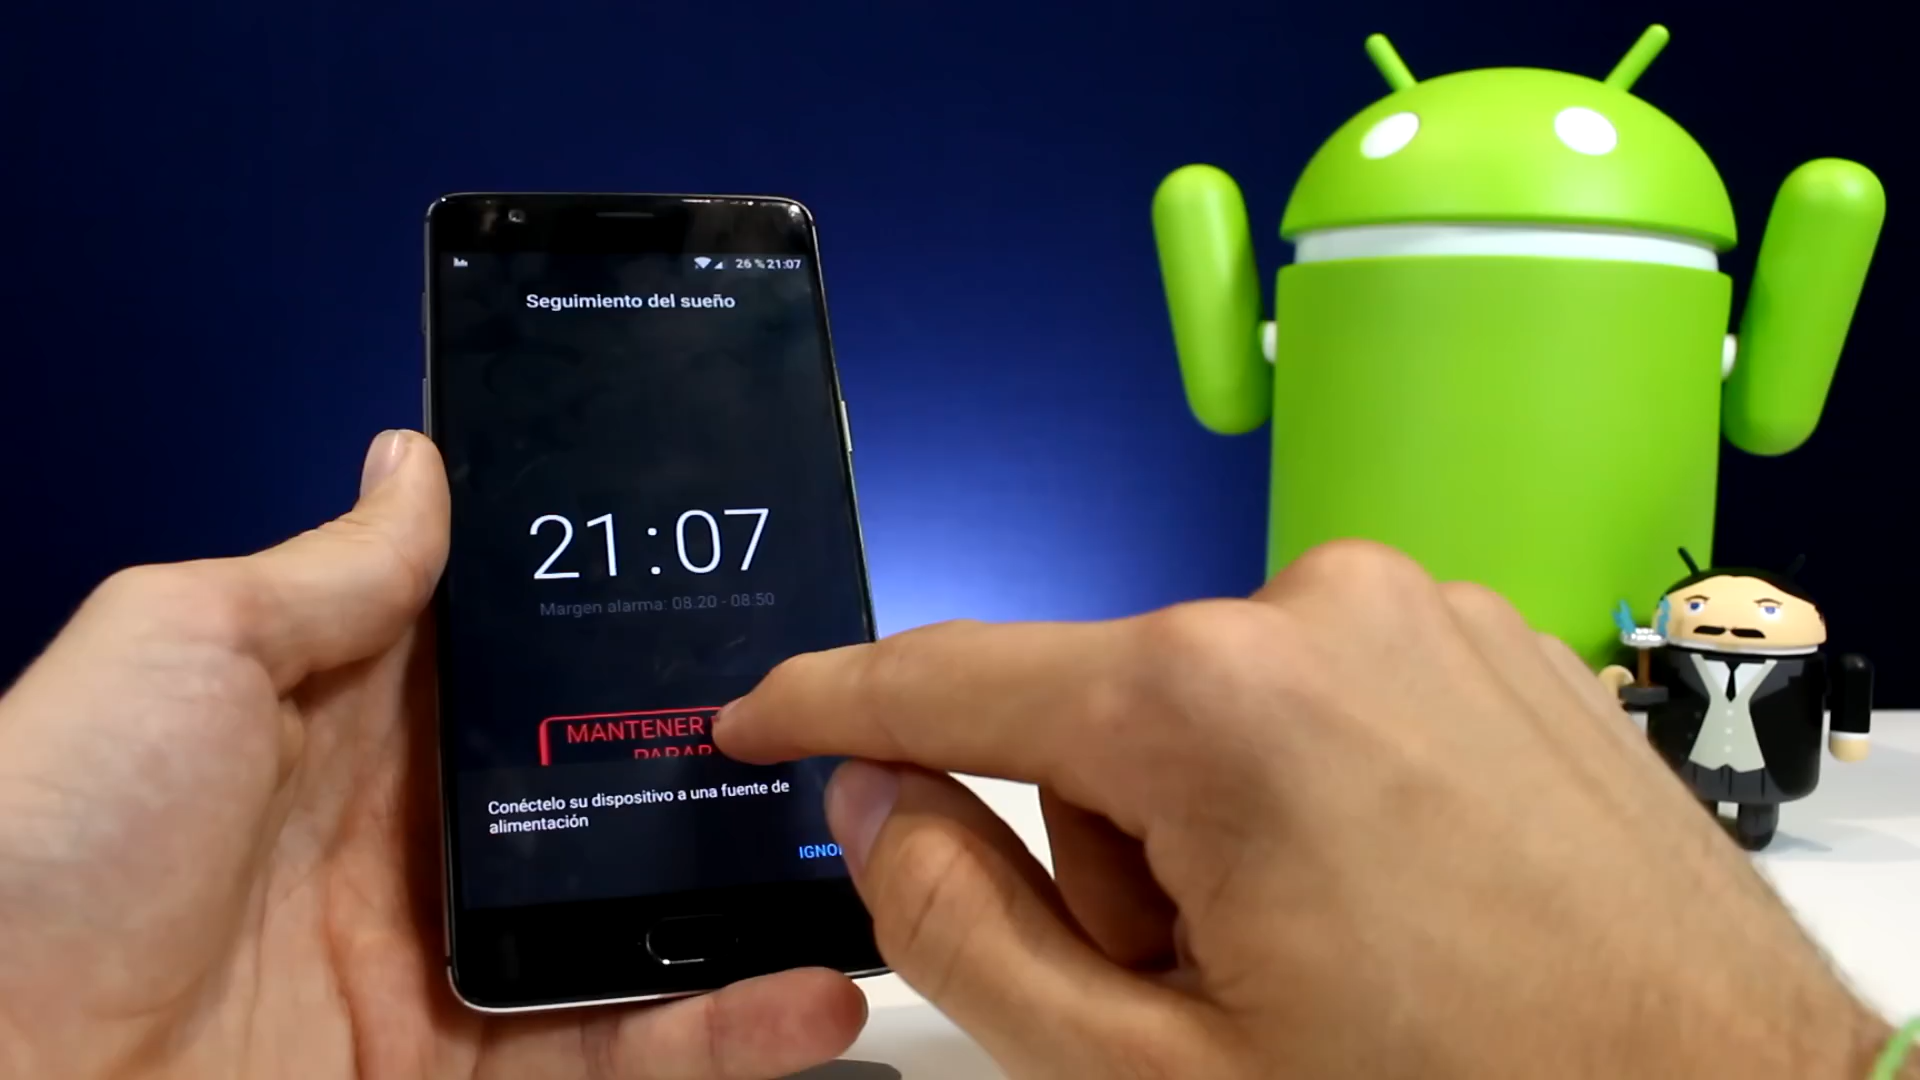 26 % 21:07
Seguimiento del sueño
21:07
Margen alarma: 08:20 - 08:50
MANTENER
PARAR
Conéctelo su dispositivo a una fuente de
alimentación